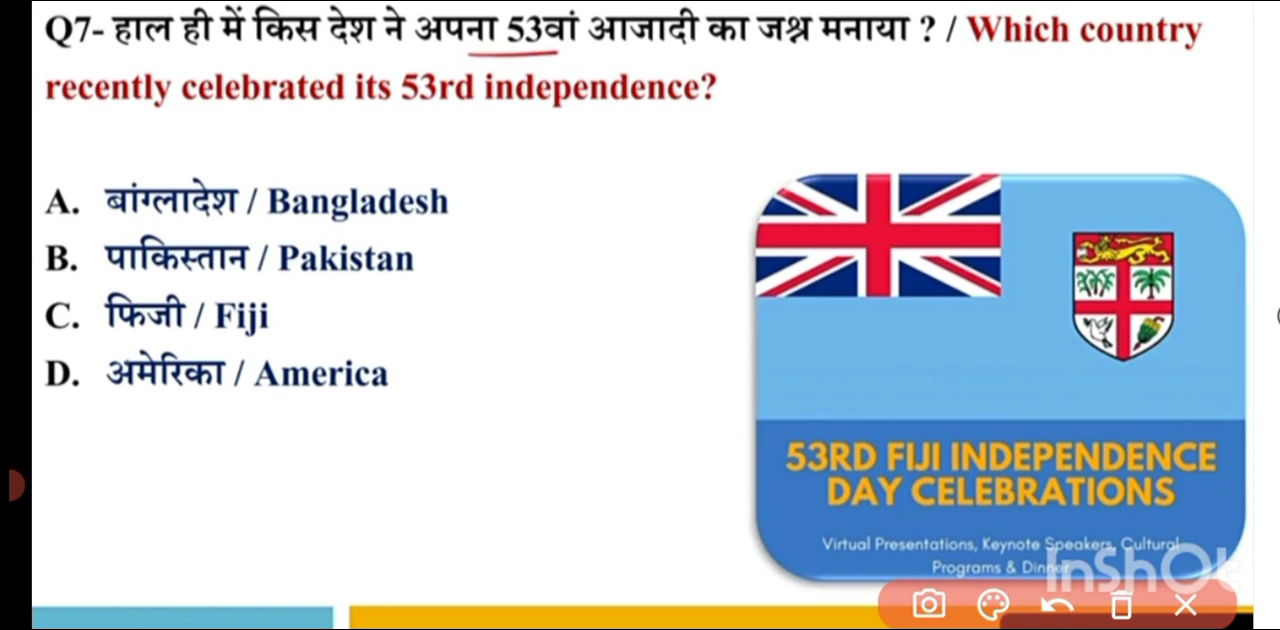 Q7- हाल ही में किस देश ने अपना 53वां आजादी का जश्न मनाया ? / Which country
recently celebrated its 53rd independence?
A. बांग्लादेश / Bangladesh
B. पाकिस्तान / Pakistan
C. फिजी / Fiji
D. अमेरिका / America
53RD FIJI INDEPENDENCE
DAY CELEBRATIONS
Virtual Presentations, Keynote Speakers, Cultural
Programs & Dinner
InShOt